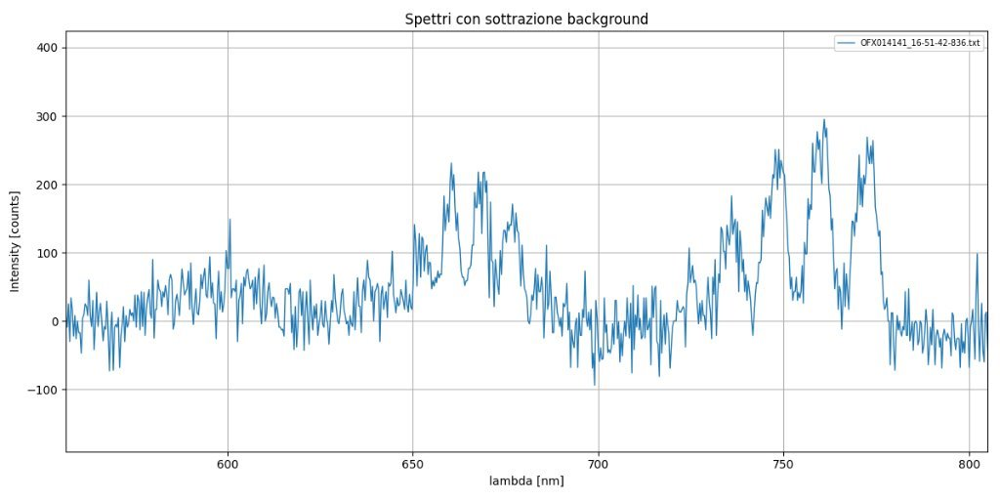 Spettri con sottrazione background
OFX014141_16-51-42-836.txt
Intensity [counts]
400
300
200
100
0
−100
600
650
700
750
800
lambda [nm]